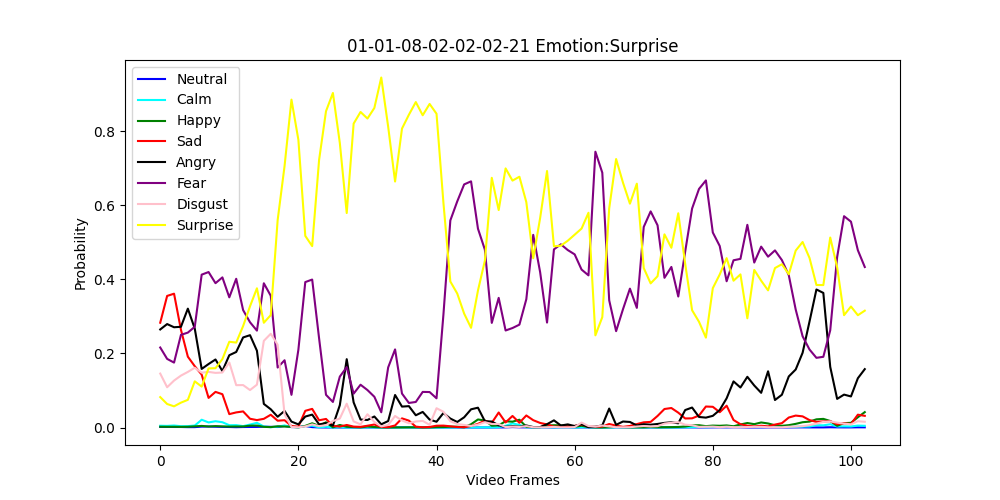 01-01-08-02-02-02-21 Emotion:Surprise
Neutral
Calm
Happy
Sad
Angry
Fear
Disgust
Surprise
Probability
0.8
0.6
0.4
0.2
0.0
0 20 40 60 80 100
Video Frames